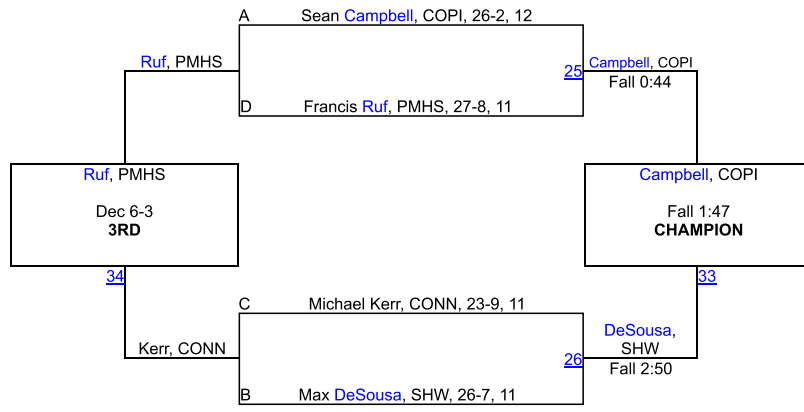 A Sean Campbell, COPI, 26-2, 12
Ruf, PMHS
25
Campbell, COPI
Fall 0:44
D Francis Ruf, PMHS, 27-8, 11
Ruf, PMHS
Dec 6-3
3RD
34
Campbell, COPI
Fall 1:47
CHAMPION
33
C Michael Kerr, CONN, 23-9, 11
Kerr, CONN
26
DeSousa,
SHW
Fall 2:50
B Max DeSousa, SHW, 26-7, 11